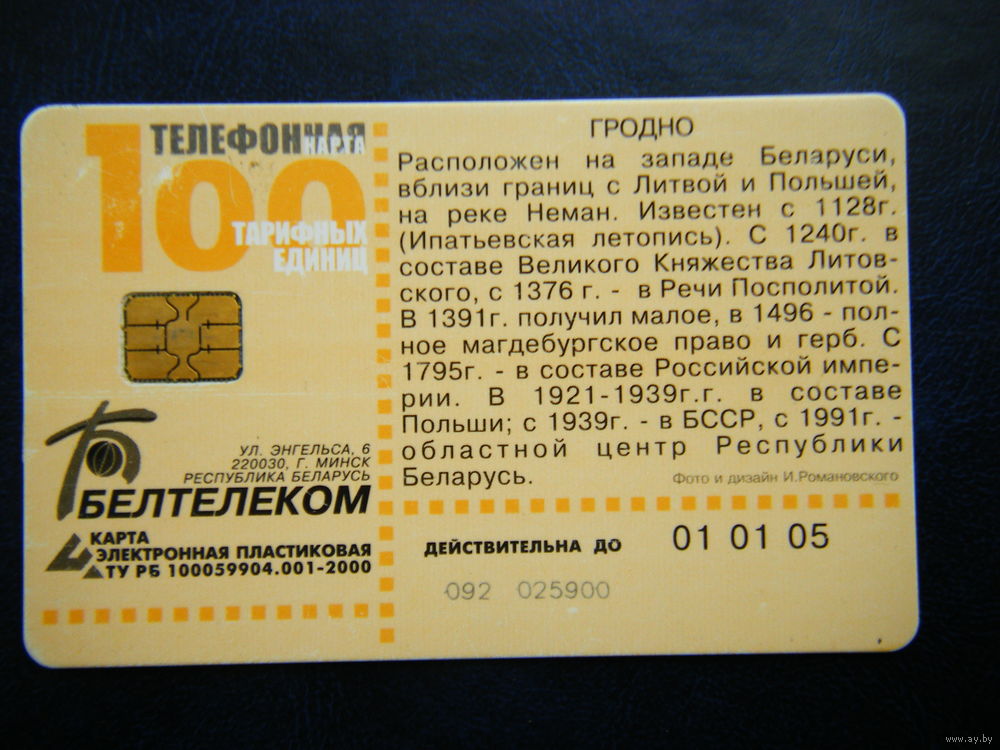 ТЕЛЕФОННАЯ
КАРТА
100
ТАРИФНЫХ
ЕДИНИЦ
УЛ. ЭНГЕЛЬСА, 6
220030, Г. МИНСК
РЕСПУБЛИКА БЕЛАРУСЬ
БЕЛТЕЛЕКОМ
КАРТА
ЭЛЕКТРОННАЯ ПЛАСТИКОВАЯ
ТУ РБ 100059904.001-2000
ГРОДНО
Расположен на западе Беларуси,
вблизи границ с Литвой и Польшей,
на реке Неман. Известен с 1128г.
(Ипатьевская летопись). С 1240г. в
составе Великого Княжества Литов-
ского, с 1376 г. - в Речи Посполитой.
В 1391г. получил малое, в 1496 - пол-
ное магдебургское право и герб. С
1795г. - в составе Российской импе-
рии. В 1921-1939г.г. в составе
Польши; с 1939г. - в БССР, с 1991г. -
областной центр Республики
Беларусь.
Фото и дизайн И.Романовского
ДЕЙСТВИТЕЛЬНА ДО 01 01 05
092 025900
www.ay.by